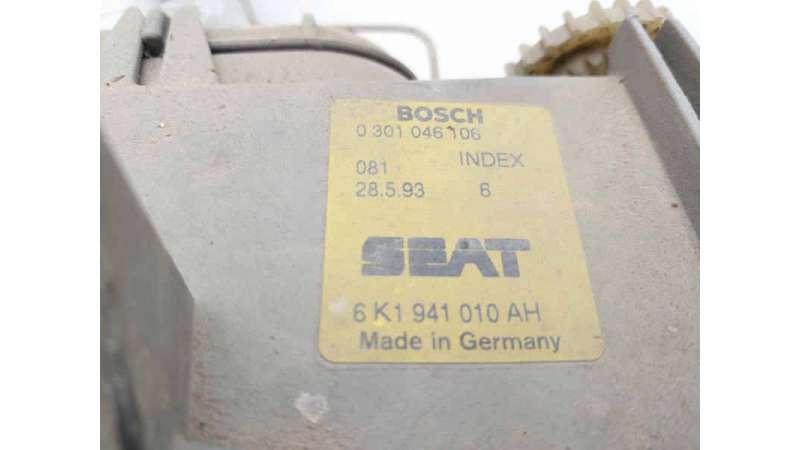 BOSCH
0 301 046 106
081 INDEX
28.5.93 6
SEAT
6 K1 941 010 AH
Made in Germany